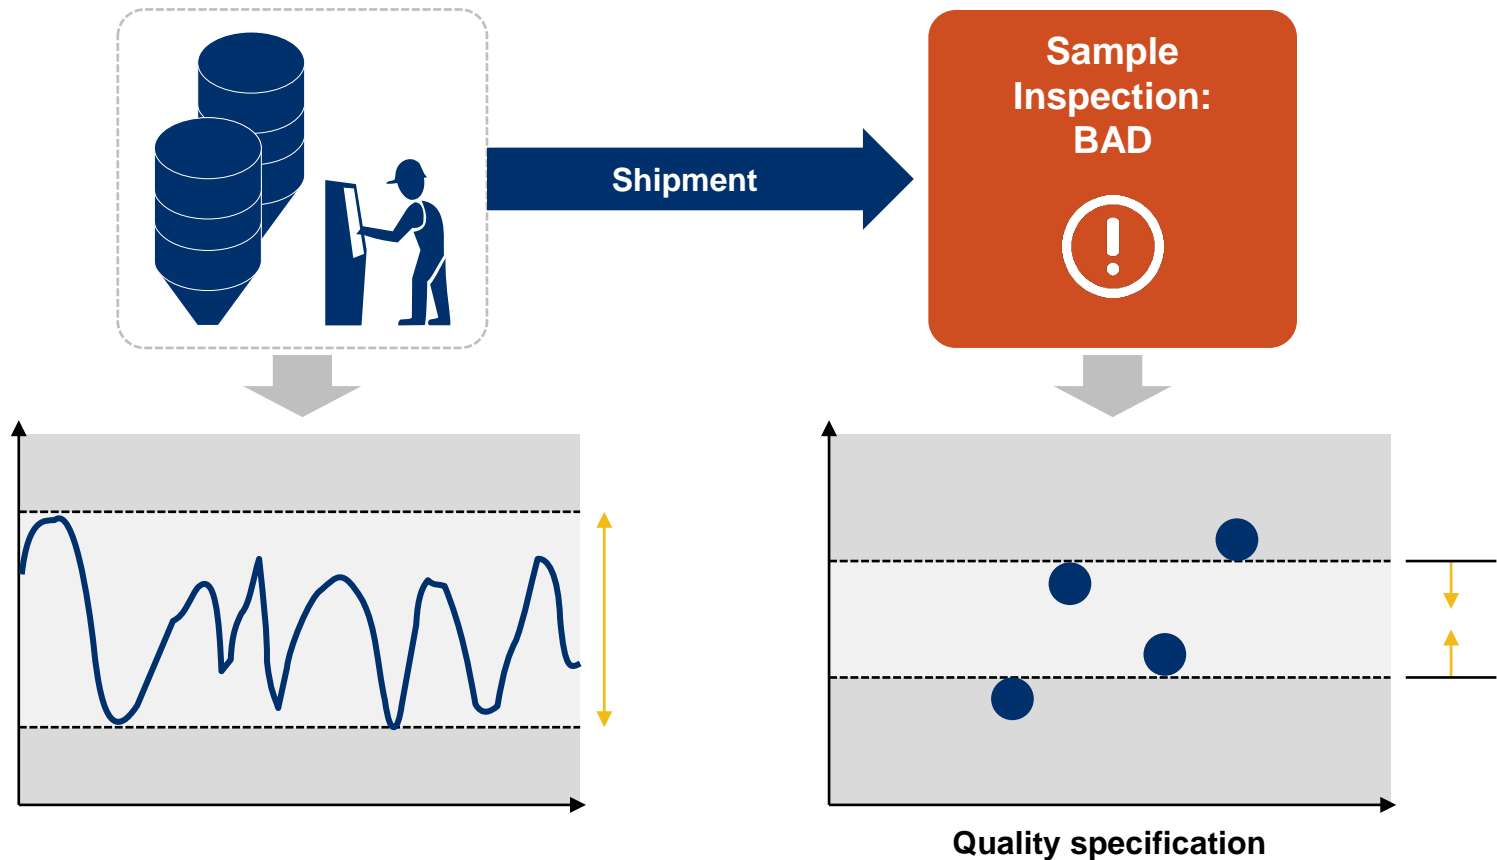 Sample
Inspection:
BAD
Shipment
Quality specification